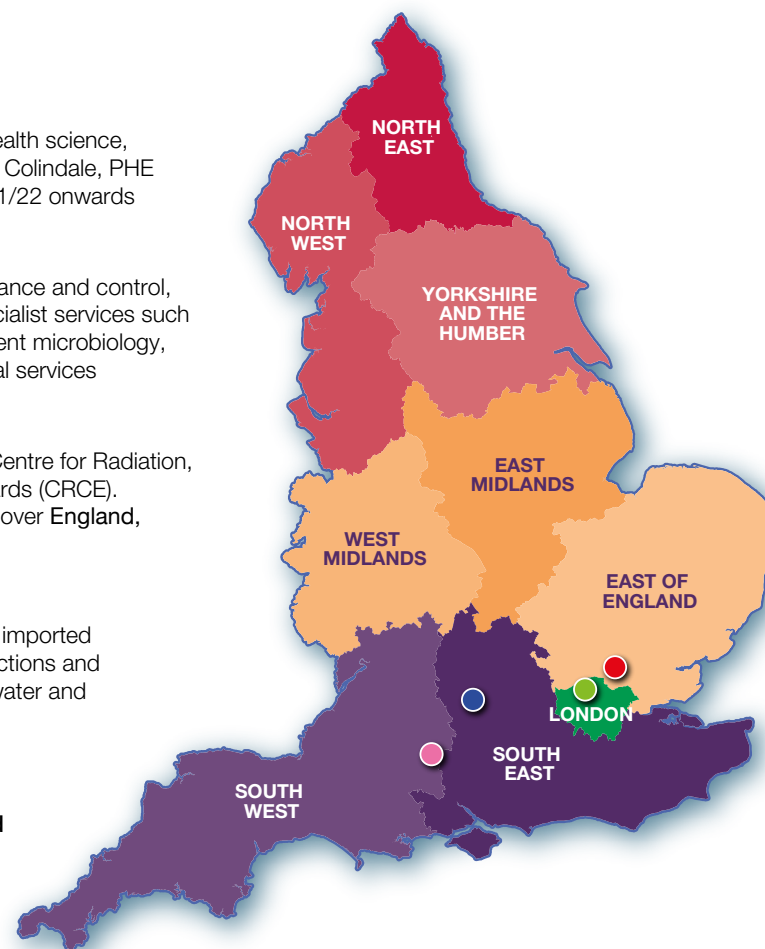 ealth science,
Colindale, PHE
1/22 onwards
ance and control,
cialist services such
ent microbiology,
al services
Centre for Radiation,
ards (CRCE).
over England,
imported
ctions and
water and
NORTH
EAST
NORTH
WEST
YORKSHIRE
AND THE
HUMBER
EAST
MIDLANDS
WEST
MIDLANDS
EAST OF
ENGLAND
LONDON
SOUTH
EAST
SOUTH
WEST